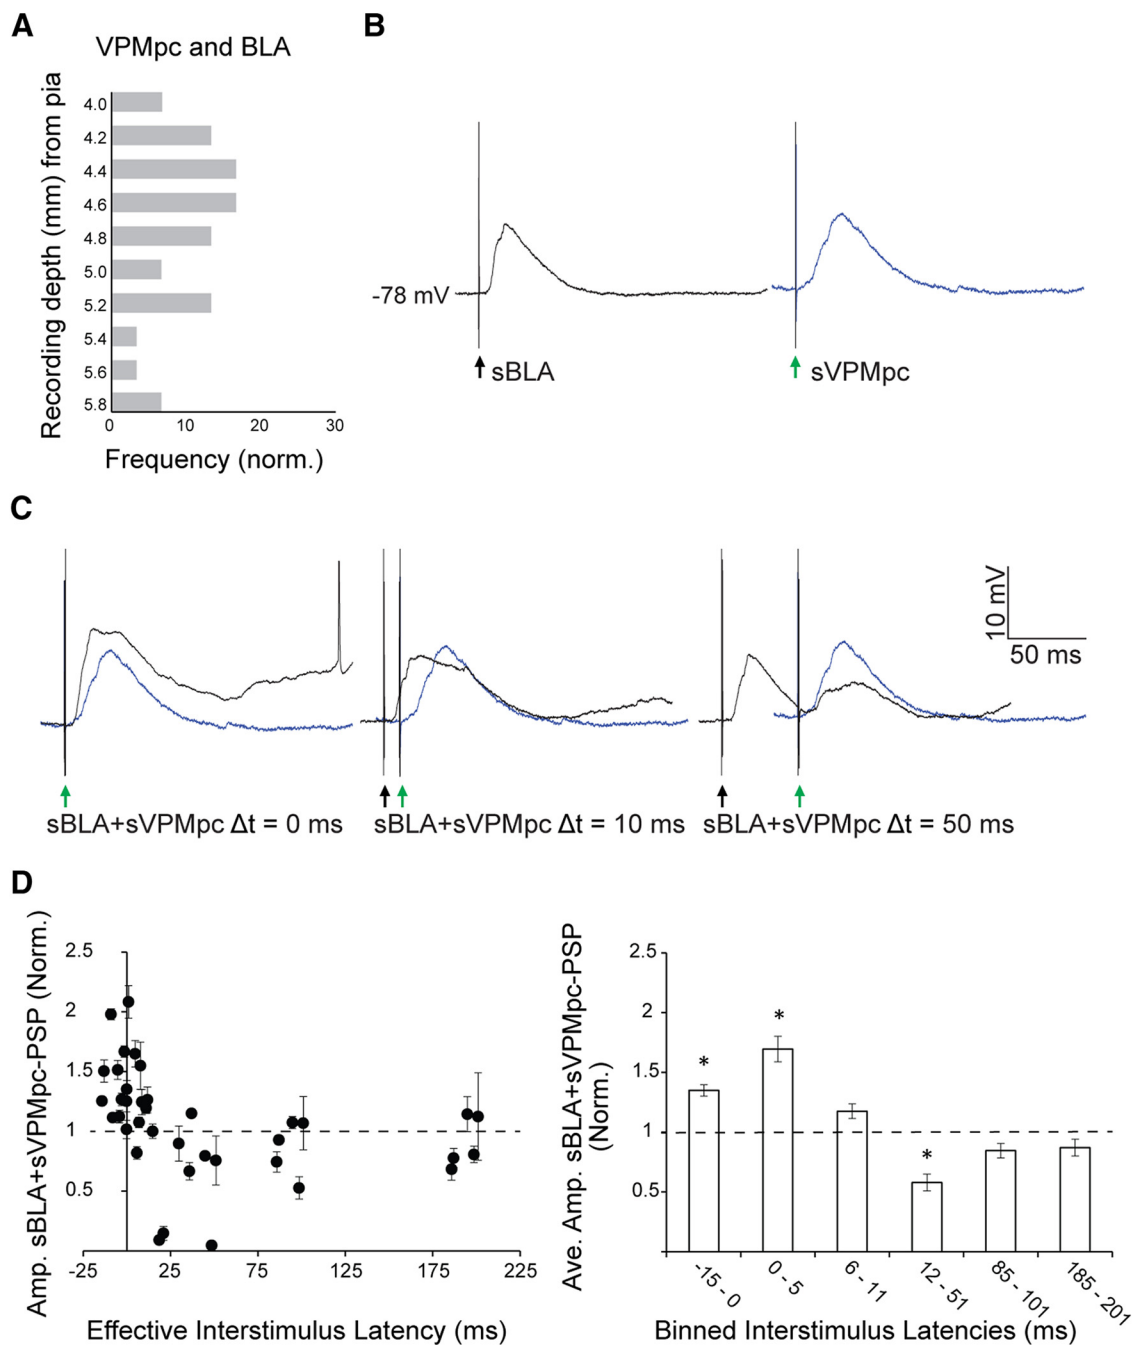 A
VPMpc and BLA
Recording depth (mm) from pia
4.0
4.2
4.4
4.6
4.8
5.0
5.2
5.4
5.6
5.8
0 10 20 30
Frequency (norm.)
B
-78 mV
sBLA
sVPMpc
C
10 mV
50 ms
sBLA+sVPMpc Δt = 0 ms
sBLA+sVPMpc Δt = 10 ms
sBLA+sVPMpc Δt = 50 ms
D
Amp. sBLA+sVPMpc-PSP (Norm.)
2.5
2
1.5
1
0.5
-25 25 75 125 175 225
Effective Interstimulus Latency (ms)
Ave. Amp. sBLA+sVPMpc-PSP
(Norm.)
2.5
2
1.5
1
0.5
*
*
*
-15 - 0
0 - 5
6 - 11
12 - 51
85 - 101
185 - 201
Binned Interstimulus Latencies (ms)